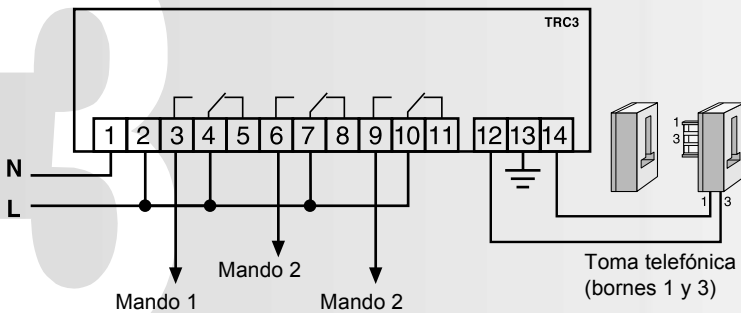 3
TRC3
1 2 3 4 5 6 7 8 9 10 11 12 13 14
1
3
N
L
1 3
Mando 1
Mando 2
Mando 2
Toma telefónica
(bornes 1 y 3)